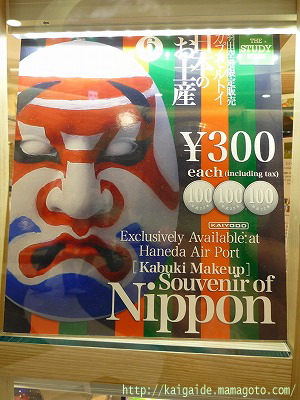 羽田空港限定販売
カプセルトイ
日本の
お土産
6
THE
STUDY
¥300
each (including tax)
100 100 100
KAIYODO
Exclusively Available at
Haneda Air Port
[Kabuki Makeup]
Souvenir of
Nippon
http://kaigaide.mamagoto.com/